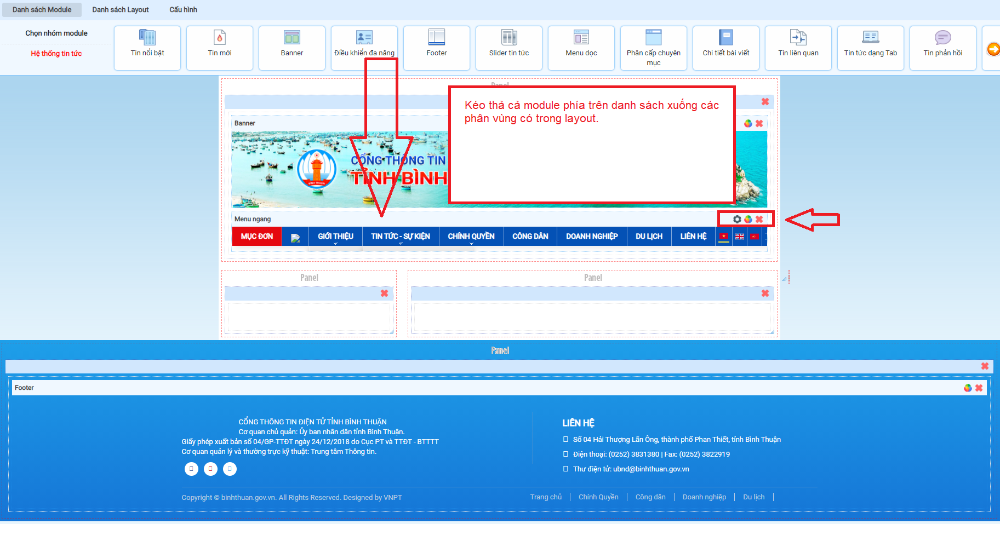 Danh sách Module
Danh sách Layout
Cấu hình
Chọn nhóm module
Hệ thống tin tức
Tin nổi bật
Tin mới
Banner
Điều khiển đa năng
Footer
Slider tin tức
Menu dọc
Phân cấp chuyên
mục
Chi tiết bài viết
Tin liên quan
Tin tức dạng Tab
Tin phản hồi
Kéo thả cả module phía trên danh sách xuống các
phân vùng có trong layout.
Banner
CỔNG THÔNG TIN
TỈNH BÌNH
BÌNH THUẬN
Menu ngang
MỤC ĐƠN
GIỚI THIỆU
TIN TỨC - SỰ KIỆN
CHÍNH QUYỀN
CÔNG DÂN
DOANH NGHIỆP
DU LỊCH
LIÊN HỆ
Panel
Panel
Panel
Footer
CỔNG THÔNG TIN ĐIỆN TỬ TỈNH BÌNH THUẬN
Cơ quan chủ quản: Ủy ban nhân dân tỉnh Bình Thuận.
Giấy phép xuất bản số 04/GP-TTĐT ngày 24/12/2018 do Cục PT và TTĐT - BTTTT
Cơ quan quản lý và thường trực kỹ thuật: Trung tâm Thông tin.
LIÊN HỆ
Số 04 Hải Thượng Lãn Ông, thành phố Phan Thiết, tỉnh Bình Thuận
Điện thoại: (0252) 3831380 | Fax: (0252) 3822919
Thư điện tử: ubnd@binhthuan.gov.vn
Copyright © binhthuan.gov.vn. All Rights Reserved. Designed by VNPT
Trang chủ
Chính Quyền
Công dân
Doanh nghiệp
Du lịch